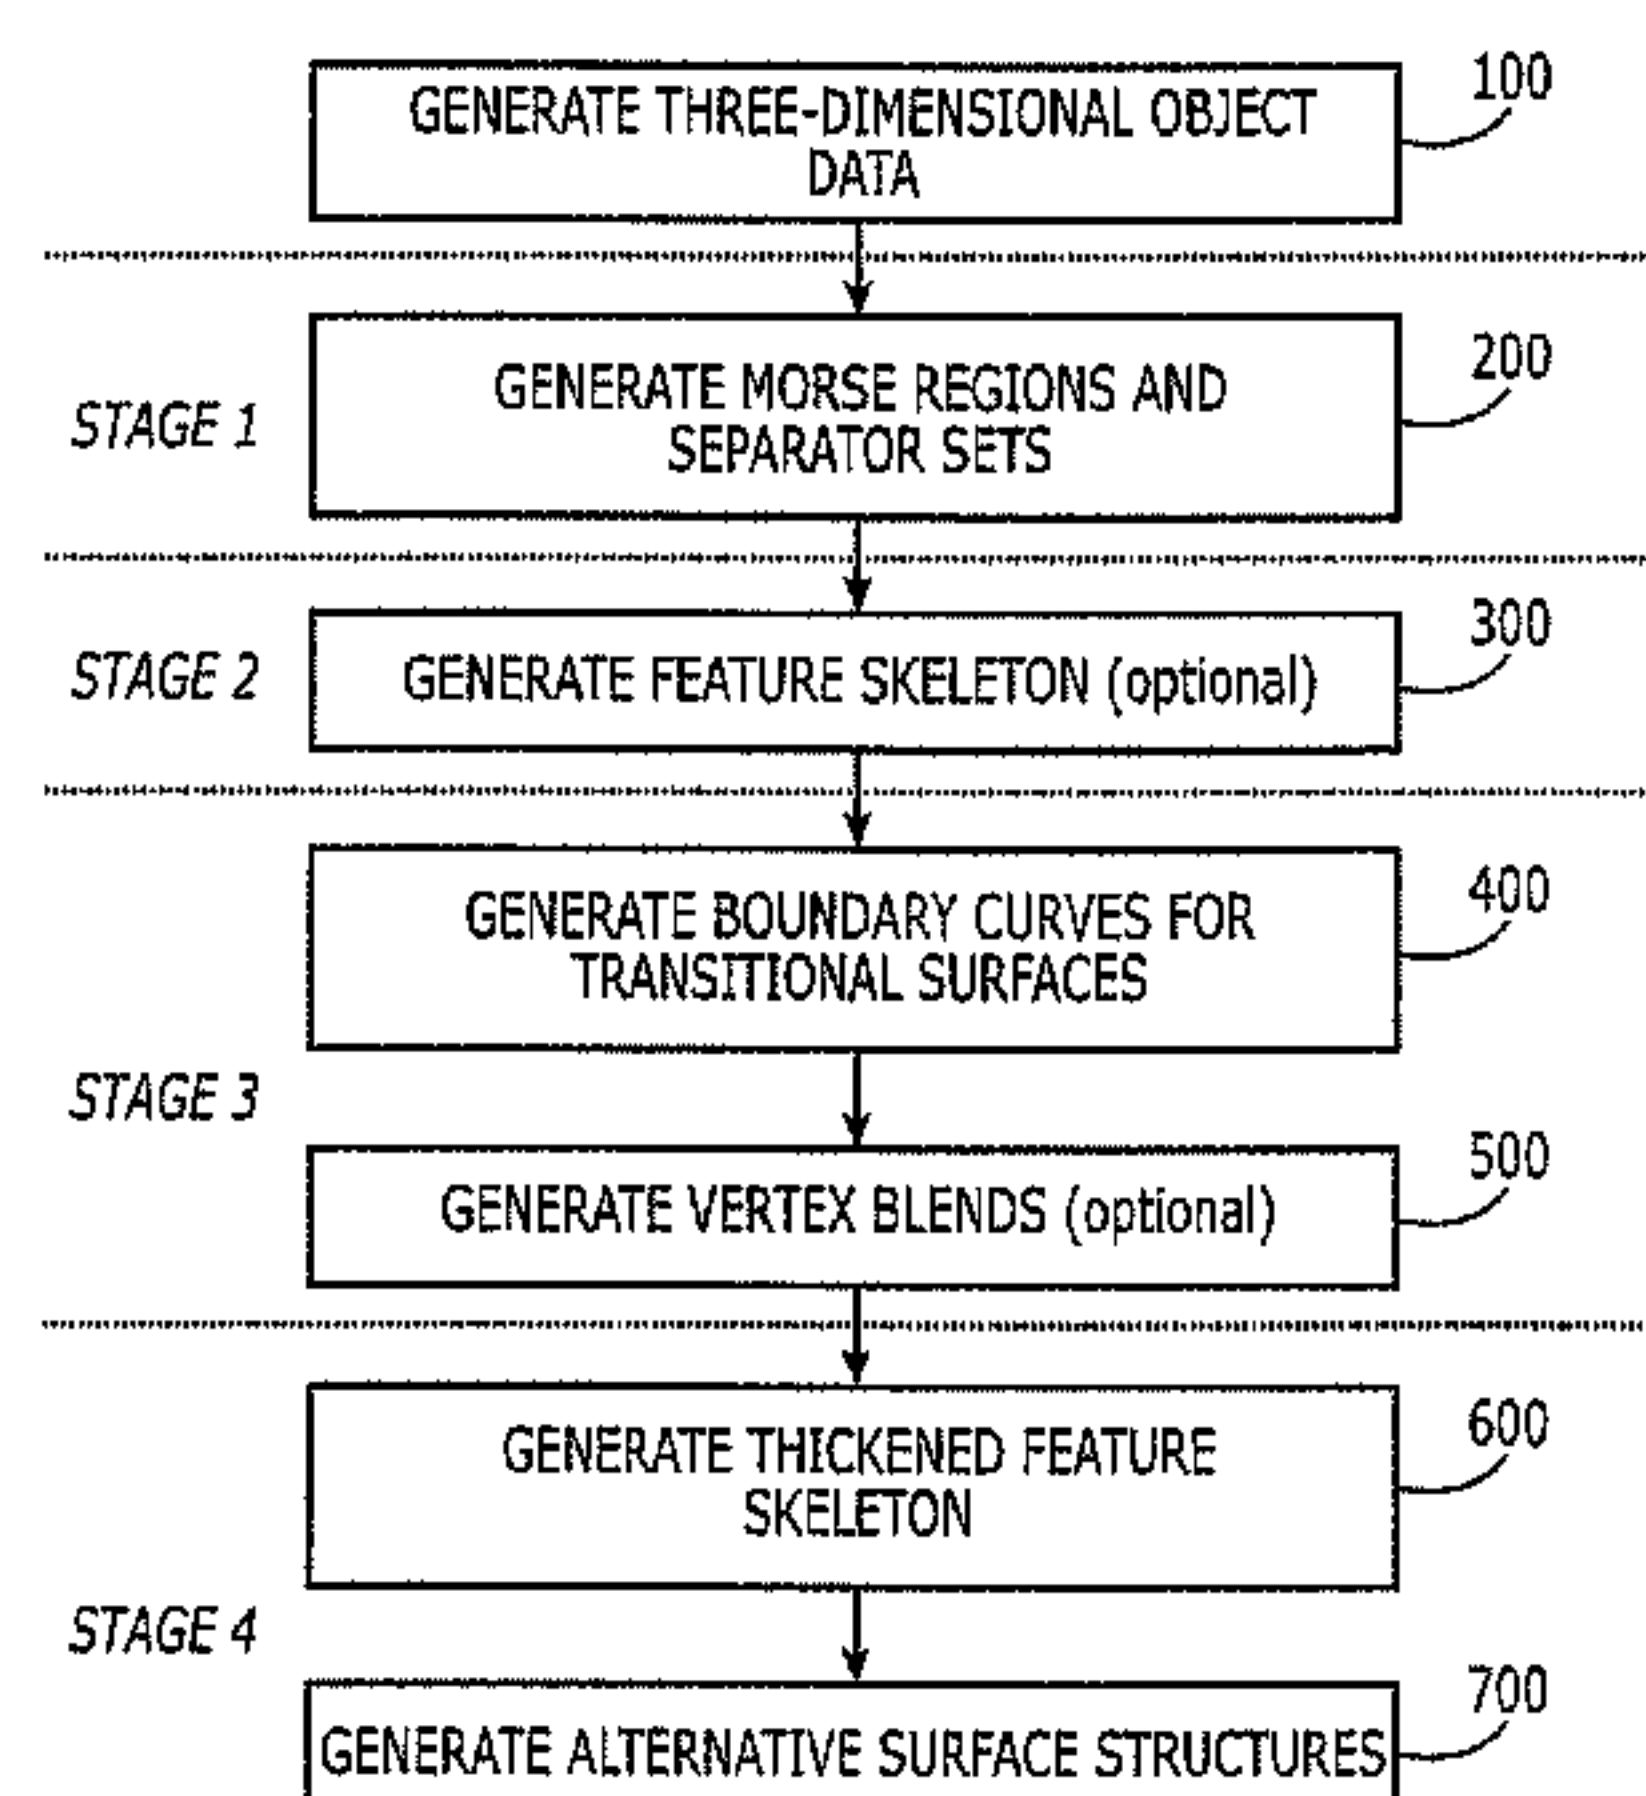 100
GENERATE THREE-DIMENSIONAL OBJECT
DATA
200
GENERATE MORSE REGIONS AND
SEPARATOR SETS
STAGE 1
300
STAGE 2
GENERATE FEATURE SKELETON (optional)
400
GENERATE BOUNDARY CURVES FOR
TRANSITIONAL SURFACES
STAGE 3
500
GENERATE VERTEX BLENDS (optional)
600
GENERATE THICKENED FEATURE
SKELETON
STAGE 4
700
GENERATE ALTERNATIVE SURFACE STRUCTURES